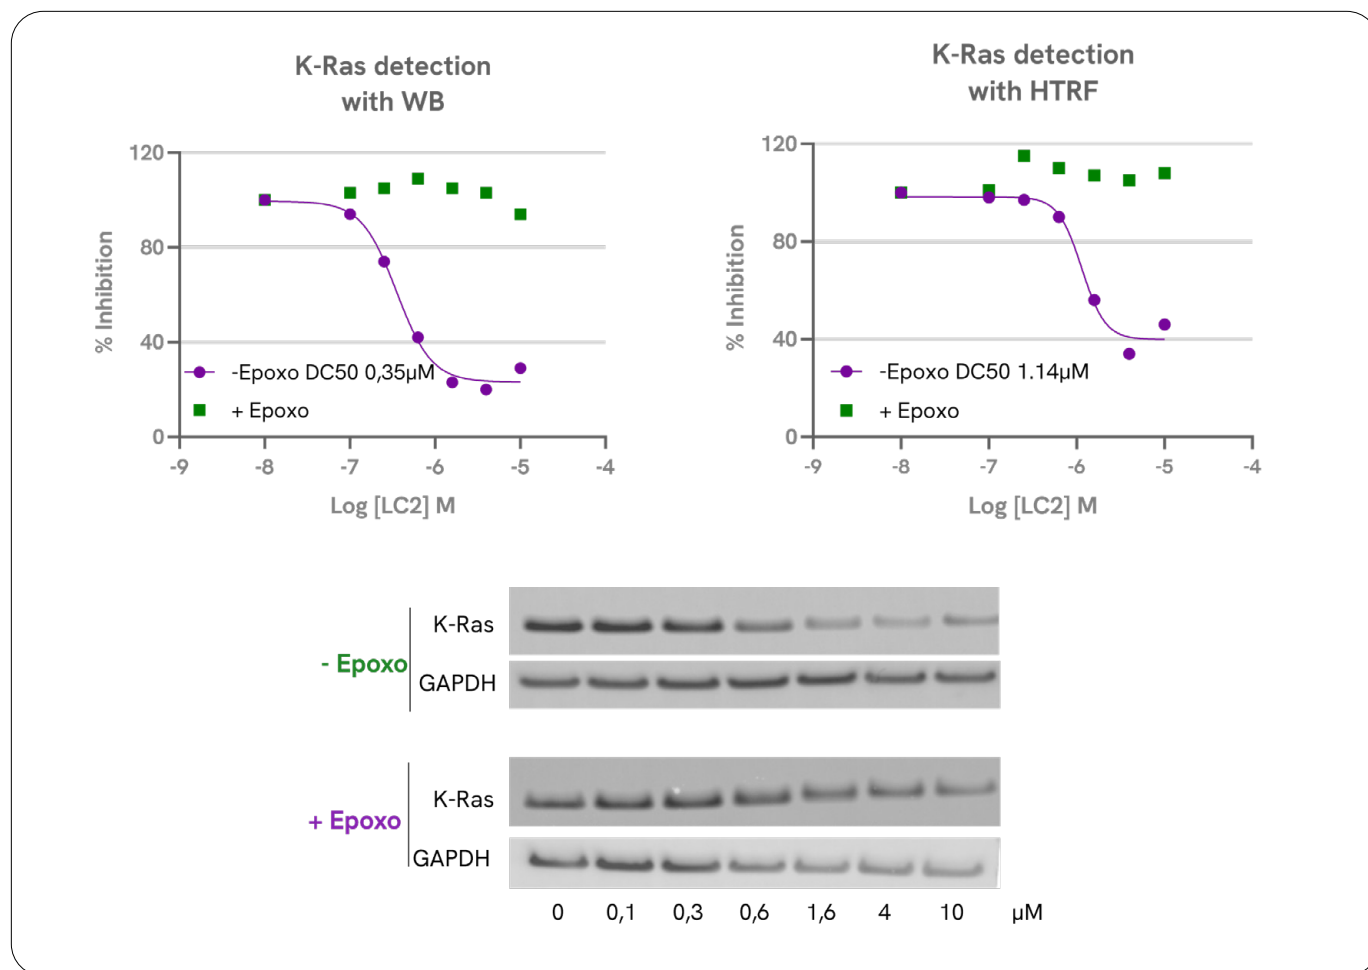 K-Ras detection
with WB
120
80
40
0
% Inhibition
-Epoxo DC50 0,35µM
+ Epoxo
-9 -8 -7 -6 -5 -4
Log [LC2] M
K-Ras detection
with HTRF
120
80
40
0
% Inhibition
-Epoxo DC50 1.14µM
+ Epoxo
-9 -8 -7 -6 -5 -4
Log [LC2] M
- Epoxo
K-Ras
GAPDH
+ Epoxo
K-Ras
GAPDH
0 0,1 0,3 0,6 1,6 4 10 µM